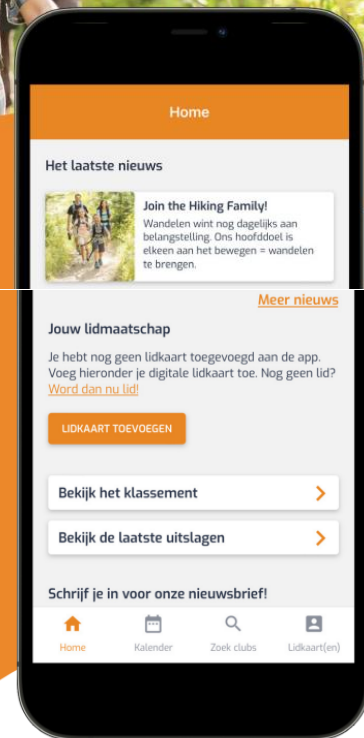 Home
Het laatste nieuws
Join the Hiking Family!
Wandelen wint nog dagelijks aan
belangstelling. Ons hoofddoel is
elkeen aan het bewegen = wandelen
te brengen.
Meer nieuws
Jouw lidmaatschap
Je hebt nog geen lidkaart toegevoegd aan de app.
Voeg hieronder je digitale lidkaart toe. Nog geen lid?
Word dan nu lid!
LIDKAART TOEVOEGEN
Bekijk het klassement
Bekijk de laatste uitslagen
Schrijf je in voor onze nieuwsbrief!
Home Kalender Zoek clubs Lidkaart(en)